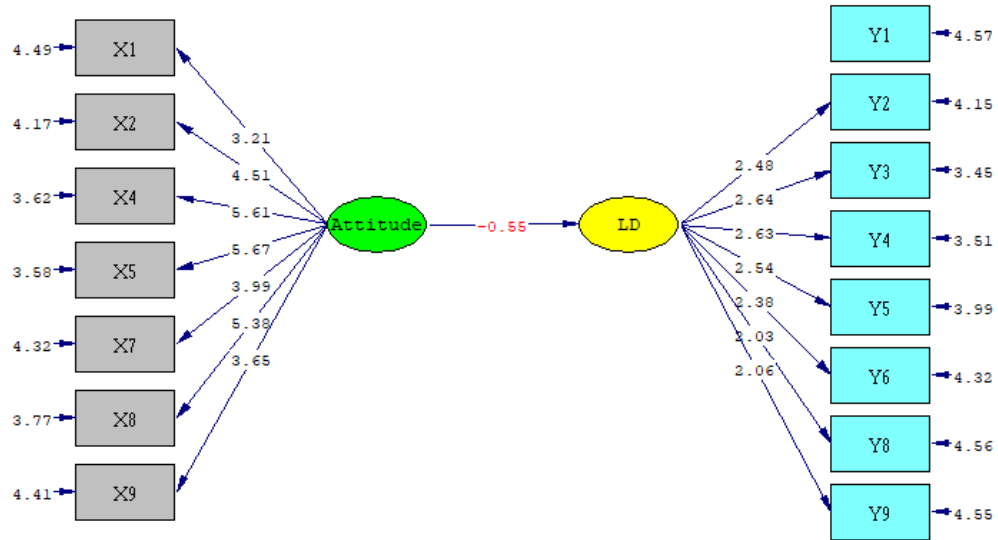 4.49 X1
4.17 X2
3.62 X4
3.58 X5
4.32 X7
3.77 X8
4.41 X9
3.21
4.51
5.61
5.67
3.99
5.38
3.65
Attitude
-0.55
LD
2.48
2.64
2.63
2.54
2.38
2.03
2.06
Y1 4.57
Y2 4.15
Y3 3.45
Y4 3.51
Y5 3.99
Y6 4.32
Y8 4.56
Y9 4.55